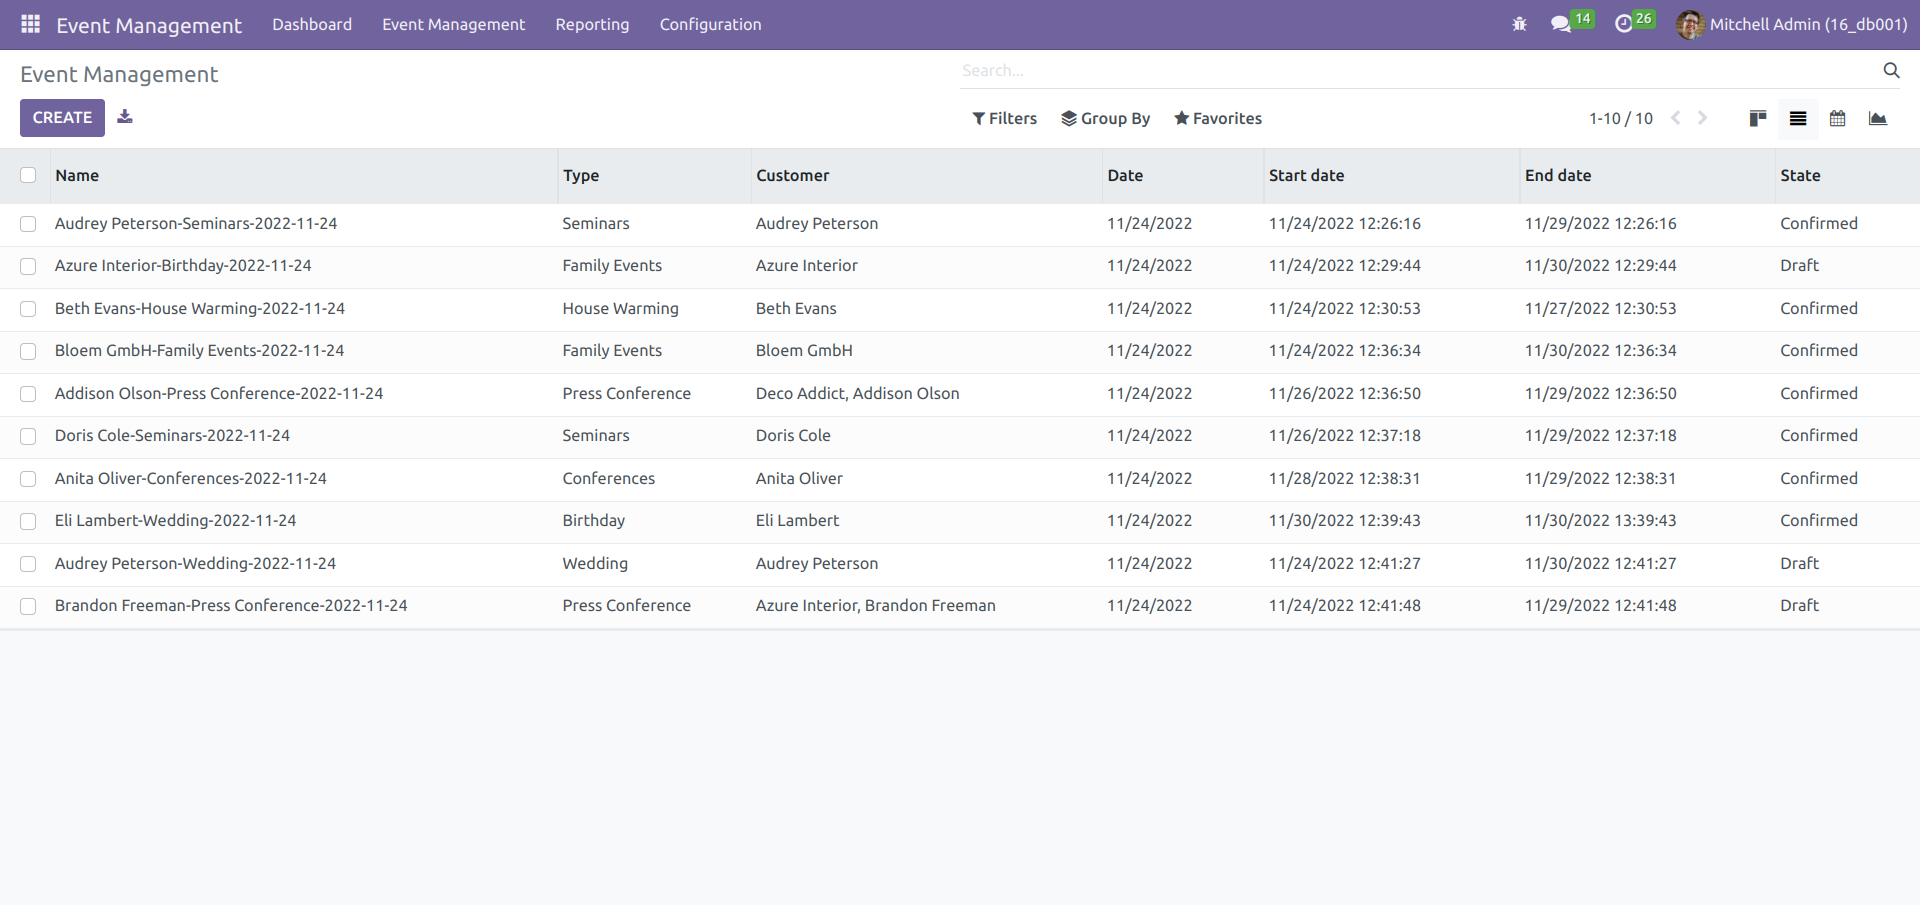 Event Management Dashboard Event Management Reporting Configuration 14 26 Mitchell Admin (16_db001)
Event Management Search...
CREATE Filters Group By Favorites 1-10 / 10
Name Type Customer Date Start date End date State
Audrey Peterson-Seminars-2022-11-24 Seminars Audrey Peterson 11/24/2022 11/24/2022 12:26:16 11/29/2022 12:26:16 Confirmed
Azure Interior-Birthday-2022-11-24 Family Events Azure Interior 11/24/2022 11/24/2022 12:29:44 11/30/2022 12:29:44 Draft
Beth Evans-House Warming-2022-11-24 House Warming Beth Evans 11/24/2022 11/24/2022 12:30:53 11/27/2022 12:30:53 Confirmed
Bloem GmbH-Family Events-2022-11-24 Family Events Bloem GmbH 11/24/2022 11/24/2022 12:36:34 11/30/2022 12:36:34 Confirmed
Addison Olson-Press Conference-2022-11-24 Press Conference Deco Addict, Addison Olson 11/24/2022 11/26/2022 12:36:50 11/29/2022 12:36:50 Confirmed
Doris Cole-Seminars-2022-11-24 Seminars Doris Cole 11/24/2022 11/26/2022 12:37:18 11/29/2022 12:37:18 Confirmed
Anita Oliver-Conferences-2022-11-24 Conferences Anita Oliver 11/24/2022 11/28/2022 12:38:31 11/29/2022 12:38:31 Confirmed
Eli Lambert-Wedding-2022-11-24 Birthday Eli Lambert 11/24/2022 11/30/2022 12:39:43 11/30/2022 13:39:43 Confirmed
Audrey Peterson-Wedding-2022-11-24 Wedding Audrey Peterson 11/24/2022 11/24/2022 12:41:27 11/30/2022 12:41:27 Draft
Brandon Freeman-Press Conference-2022-11-24 Press Conference Azure Interior, Brandon Freeman 11/24/2022 11/24/2022 12:41:48 11/29/2022 12:41:48 Draft